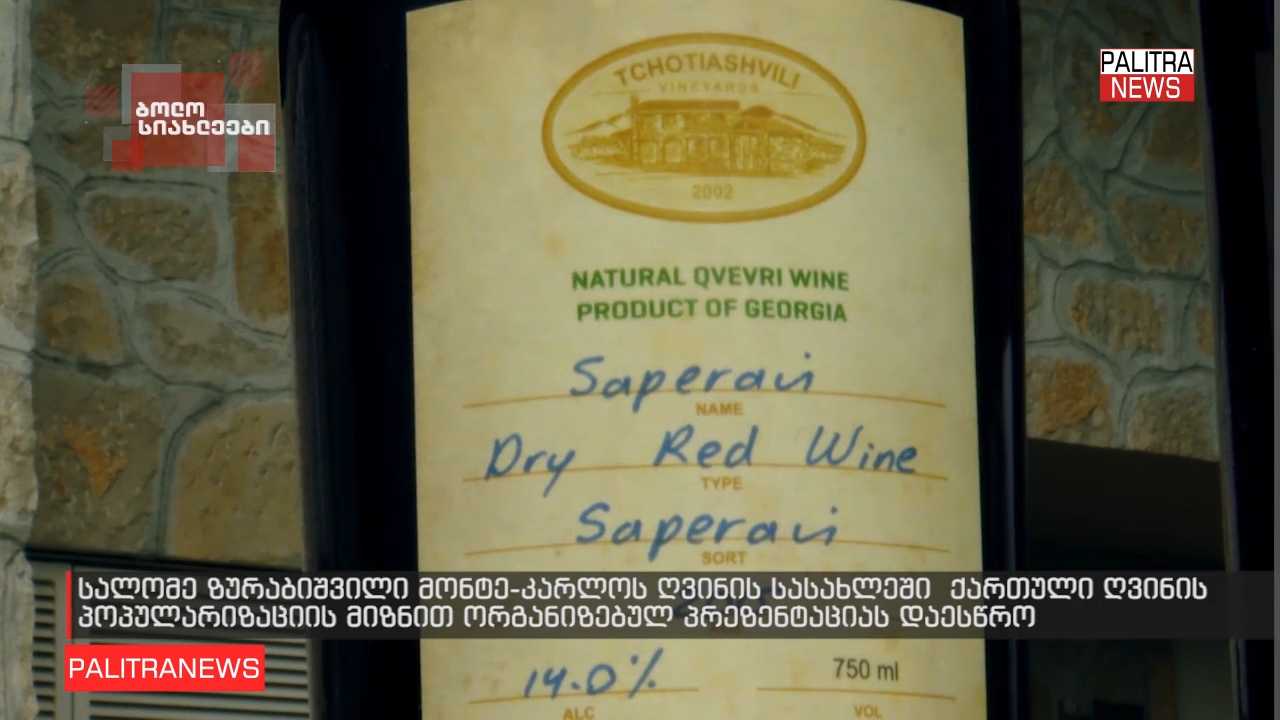 ბოლო
სიახლეები
PALITRA
NEWS
TCHOTIASHVILI
VINEYARDS
2002
NATURAL QVEVRI WINE
PRODUCT OF GEORGIA
Saperavi
NAME
Dry Red Wine
TYPE
Saperavi
SORT
სალომე ზურაბიშვილი მონტე-კარლოს ღვინის სასახლეში ქართული ღვინის
პოპულარიზაციის მიზნით ორგანიზებულ პრეზენტაციას დაესწრო
PALITRANEWS
14.0%
750 ml
ALC
VOL